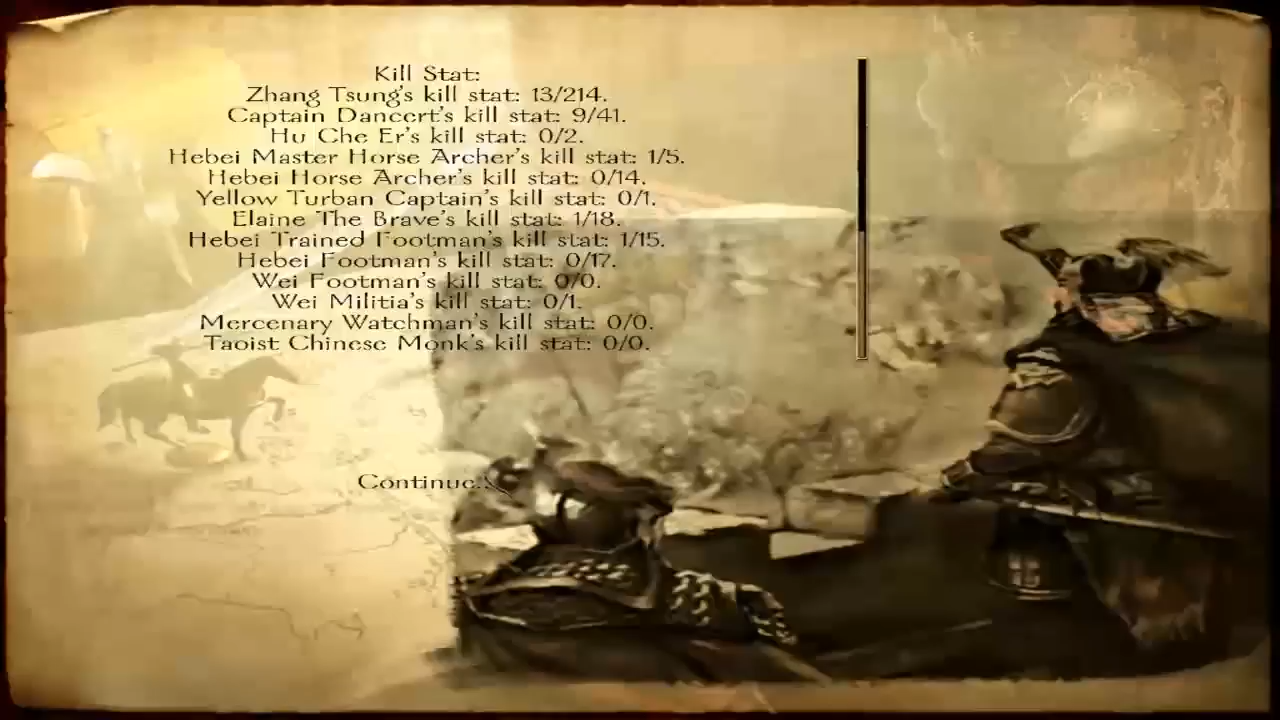 Kill Stat:
Zhang Tsung's kill stat: 13/214.
Captain Dancort's kill stat: 9/41.
Hu Che Er's kill stat: 0/2.
Hebei Master Horse Archer's kill stat: 1/5.
Hebei Horse Archer's kill stat: 0/14.
Yellow Turban Captain's kill stat: 0/1.
Elaine The Brave's kill stat: 1/18.
Hebei Trained Footman's kill stat: 1/15.
Hebei Footman's kill stat: 0/17.
Wei Footman's kill stat: 0/0.
Wei Militia's kill stat: 0/1.
Mercenary Watchman's kill stat: 0/0.
Taoist Chinese Monk's kill stat: 0/0.
Continue...